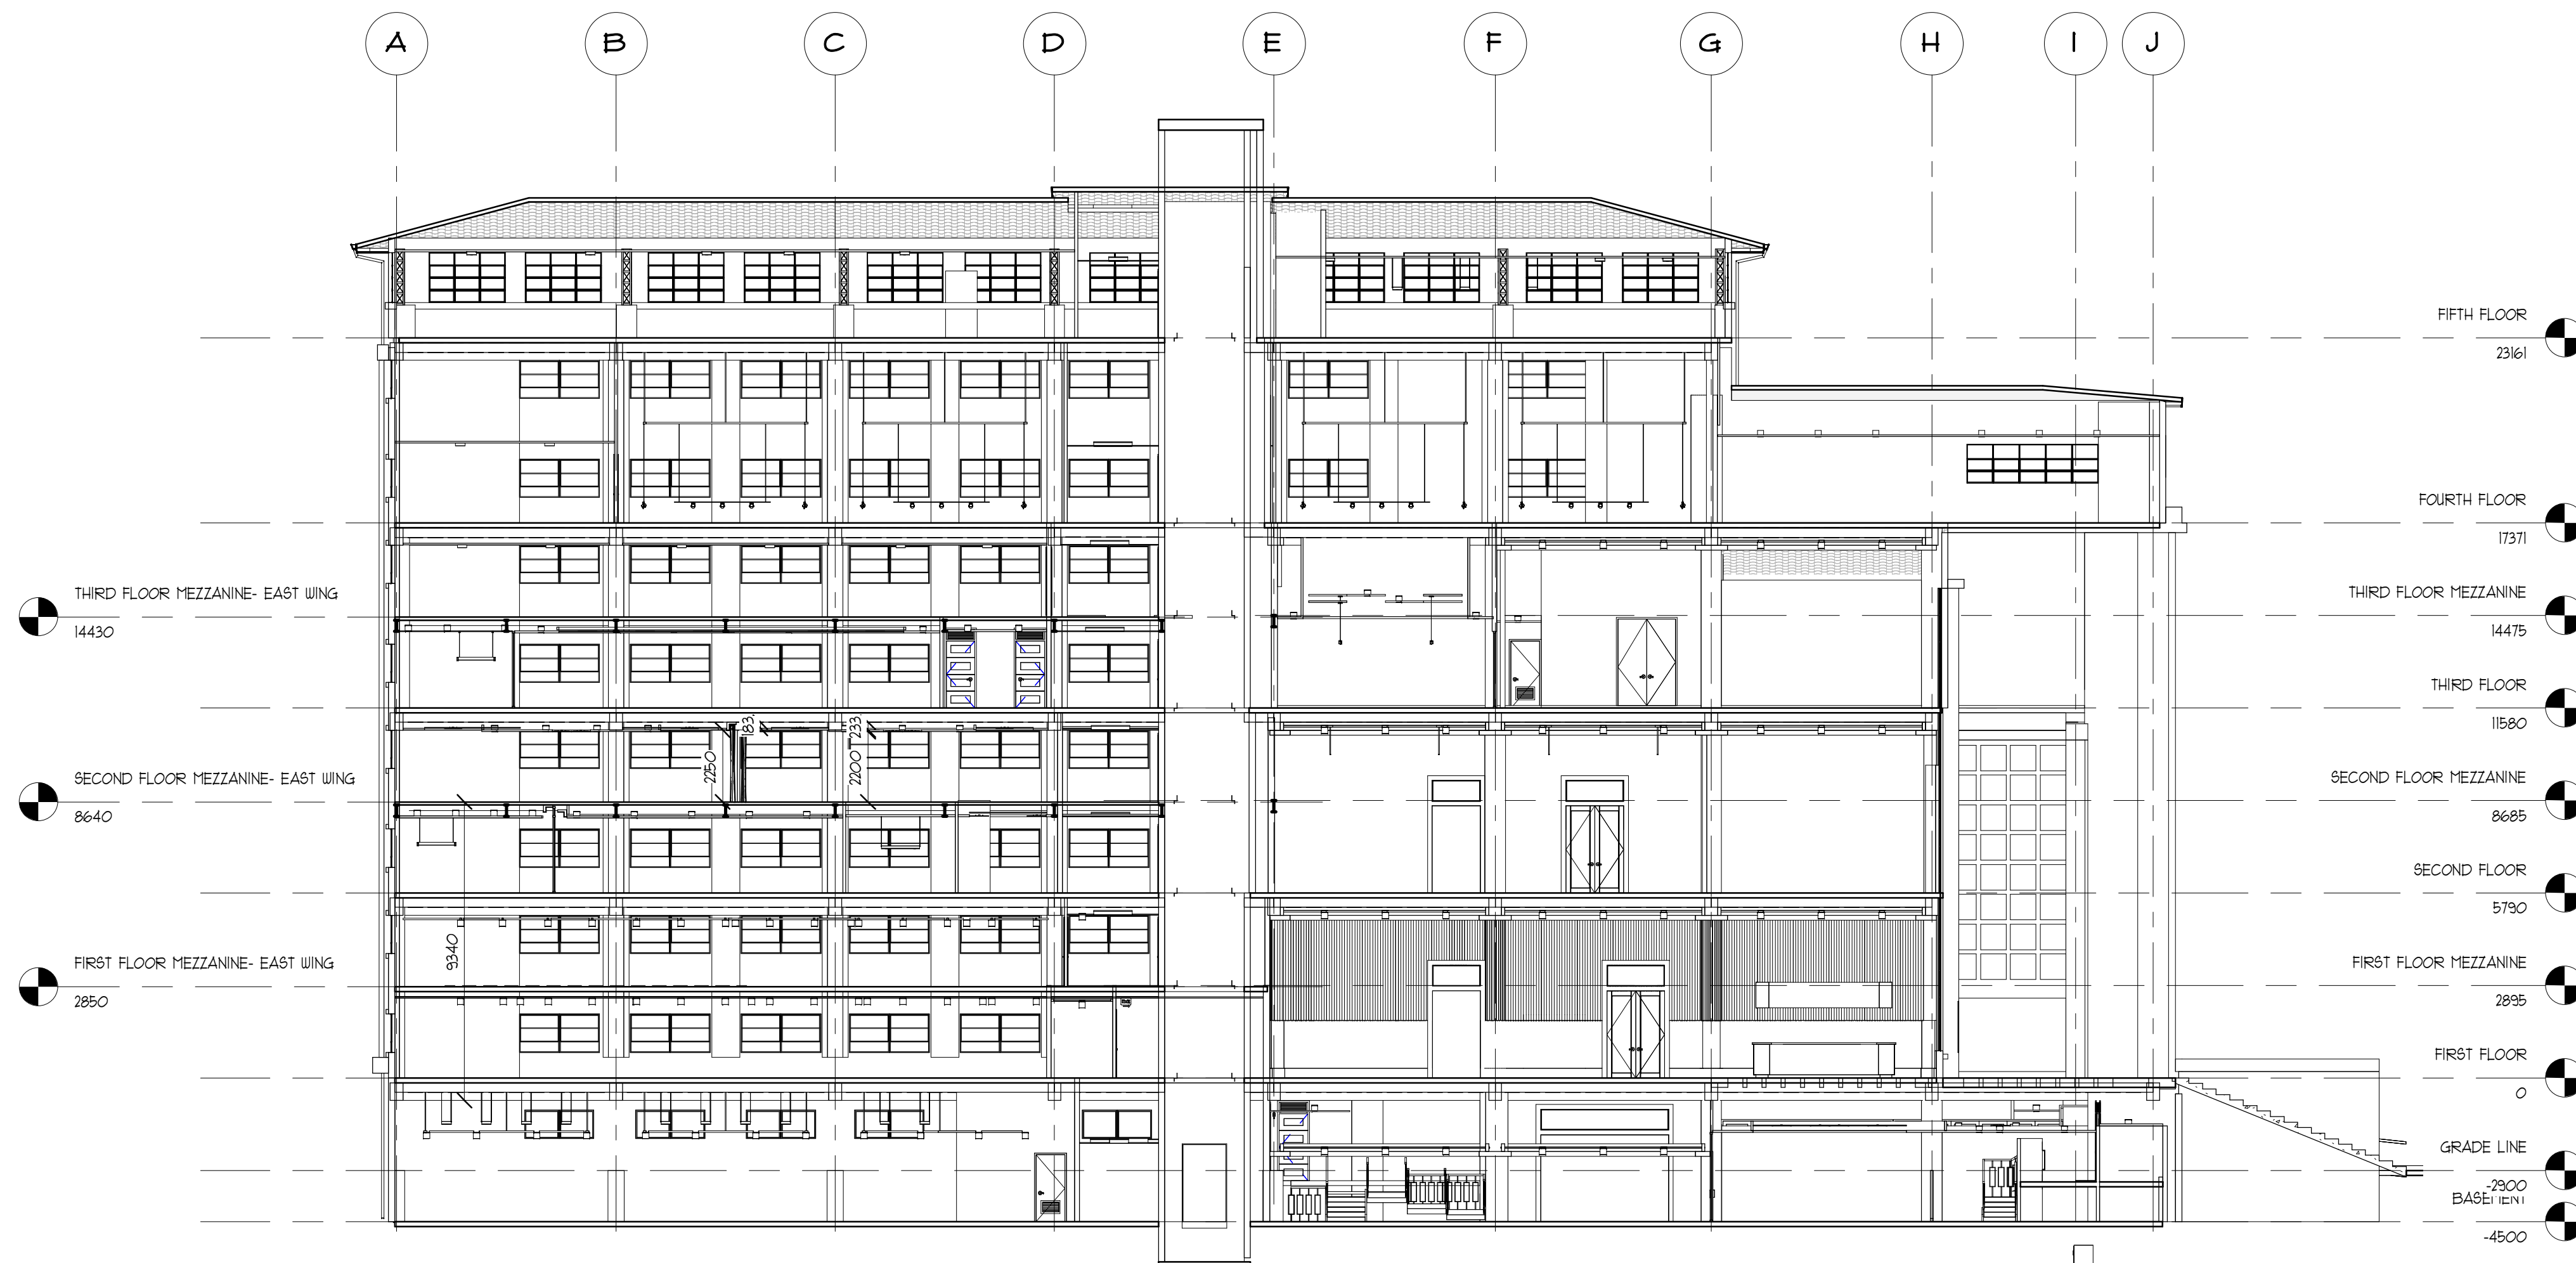 A B C D E F G H I J
FIFTH FLOOR
23161
FOURTH FLOOR
17371
THIRD FLOOR MEZZANINE- EAST WING
14430
THIRD FLOOR MEZZANINE
14475
THIRD FLOOR
11580
183
233
2250
2200
SECOND FLOOR MEZZANINE- EAST WING
8640
SECOND FLOOR MEZZANINE
8685
SECOND FLOOR
5790
9340
FIRST FLOOR MEZZANINE- EAST WING
2850
FIRST FLOOR MEZZANINE
2895
FIRST FLOOR
0
GRADE LINE
-2900
BASEMENT
-4500